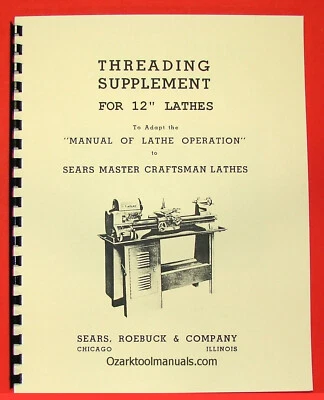 THREADING
SUPPLEMENT
FOR 12" LATHES
To Adapt the
"MANUAL OF LATHE OPERATION"
to
SEARS MASTER CRAFTSMAN LATHES
SEARS, ROEBUCK & COMPANY
CHICAGO ILLINOIS
Ozarktoolmanuals.com